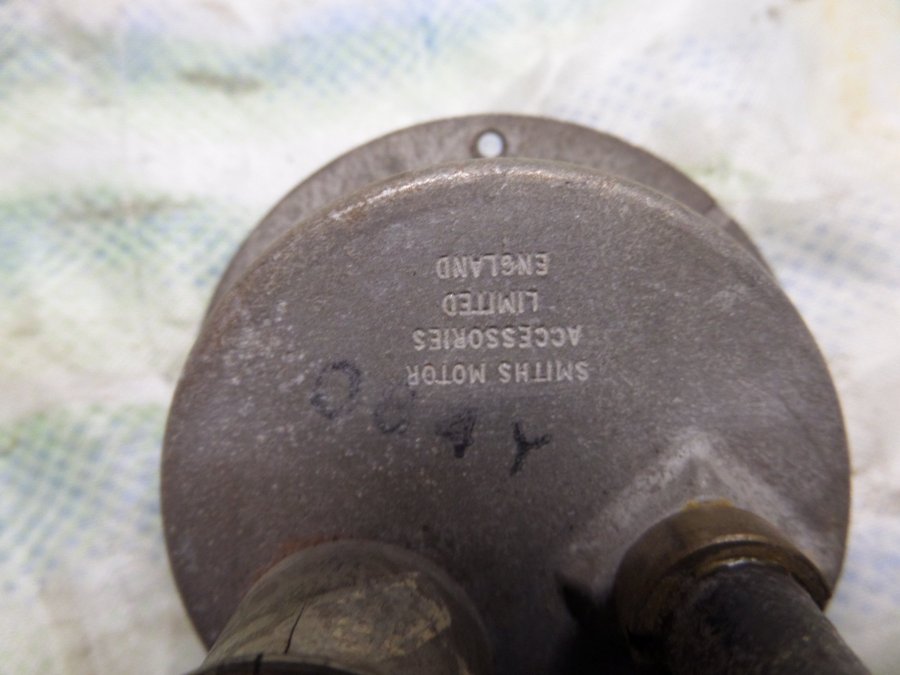 SMITHS MOTOR
ACCESSORIES
LIMITED
ENGLAND